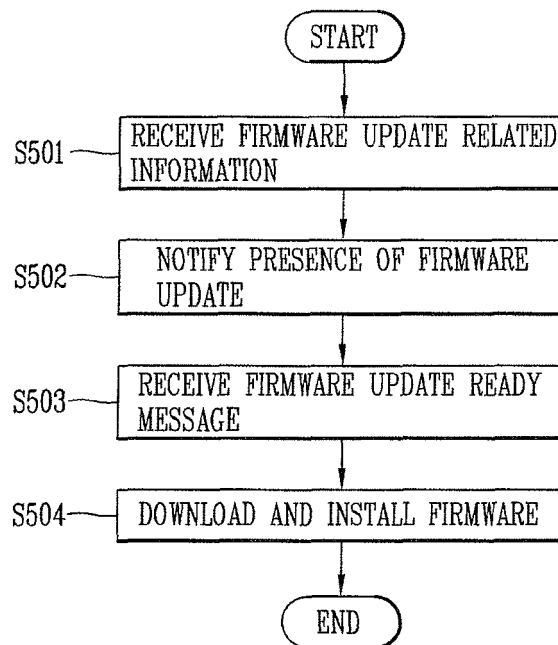 START
S501
RECEIVE FIRMWARE UPDATE RELATED
INFORMATION
S502
NOTIFY PRESENCE OF FIRMWARE
UPDATE
S503
RECEIVE FIRMWARE UPDATE READY
MESSAGE
S504
DOWNLOAD AND INSTALL FIRMWARE
END